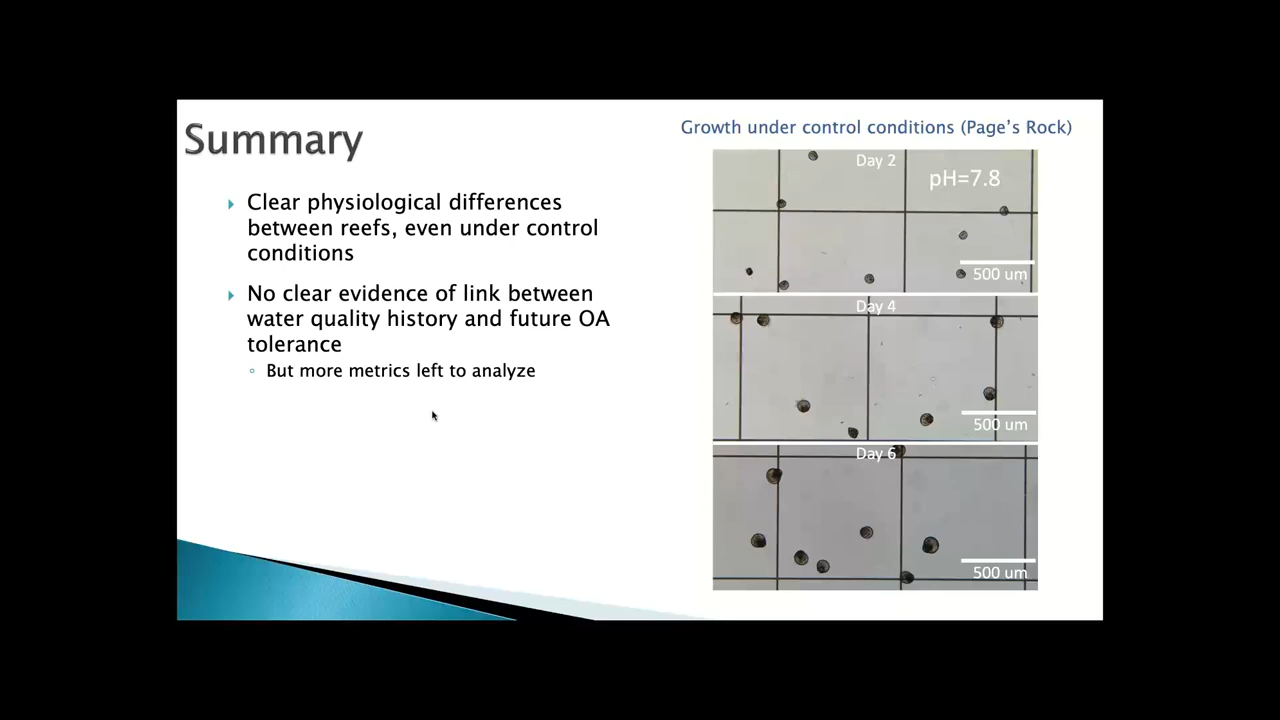 Summary
Clear physiological differences
between reefs, even under control
conditions
No clear evidence of link between
water quality history and future OA
tolerance
But more metrics left to analyze
Growth under control conditions (Page's Rock)
Day 2
pH=7.8
500 um
Day 4
500 um
Day 6
500 um